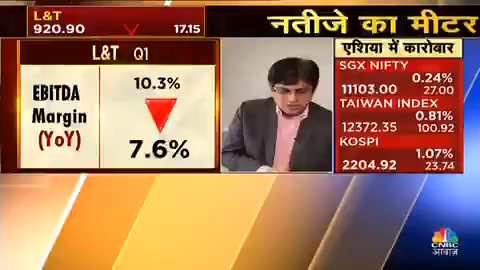 L&T
920.90 17.15
नतीजे का मीटर
L&T Q1
EBITDA
Margin
(YoY)
10.3%
7.6%
एशिया में कारोबार
SGX NIFTY
0.24%
11103.00 27.00
TAIWAN INDEX
0.81%
12372.35 100.92
KOSPI
1.07%
2204.92 23.74
CNBC
आवाज़